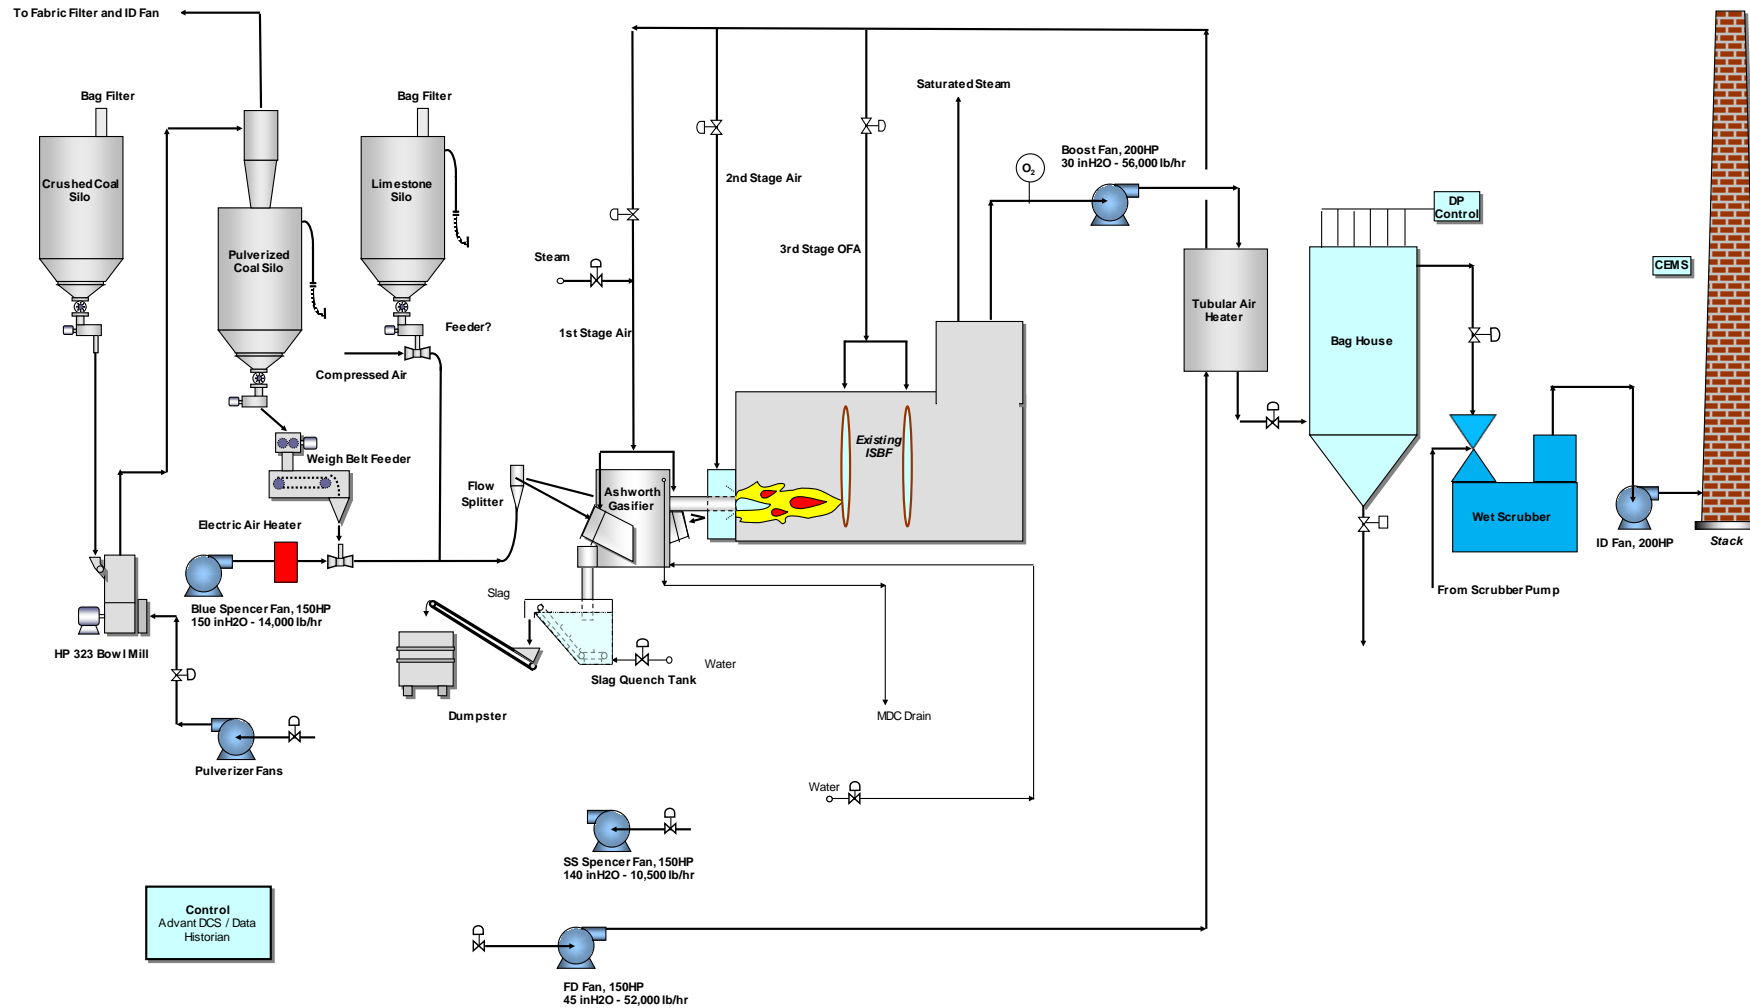 To Fabric Filter and ID Fan
Bag Filter
Bag Filter
Saturated Steam
Boost Fan, 200HP
30 inH2O - 56,000 lb/hr
O2
Crushed Coal
Silo
Limestone
Silo
2nd Stage Air
DP
Control
Pulverized
Coal Silo
Steam
3rd Stage OFA
CEMS
Tubular Air
Heater
Feeder?
1st Stage Air
Bag House
Compressed Air
Existing
ISBF
Weigh Belt Feeder
Flow
Splitter
Ashworth
Gasifier
Electric Air Heater
Wet Scrubber
ID Fan, 200HP
Stack
Blue Spencer Fan, 150HP
150 inH2O - 14,000 lb/hr
Slag
From Scrubber Pump
HP 323 Bowl Mill
Water
Slag Quench Tank
Dumpster
MDC Drain
Pulverizer Fans
Water
SS Spencer Fan, 150HP
140 inH2O - 10,500 lb/hr
Control
Advant DCS / Data
Historian
FD Fan, 150HP
45 inH2O - 52,000 lb/hr